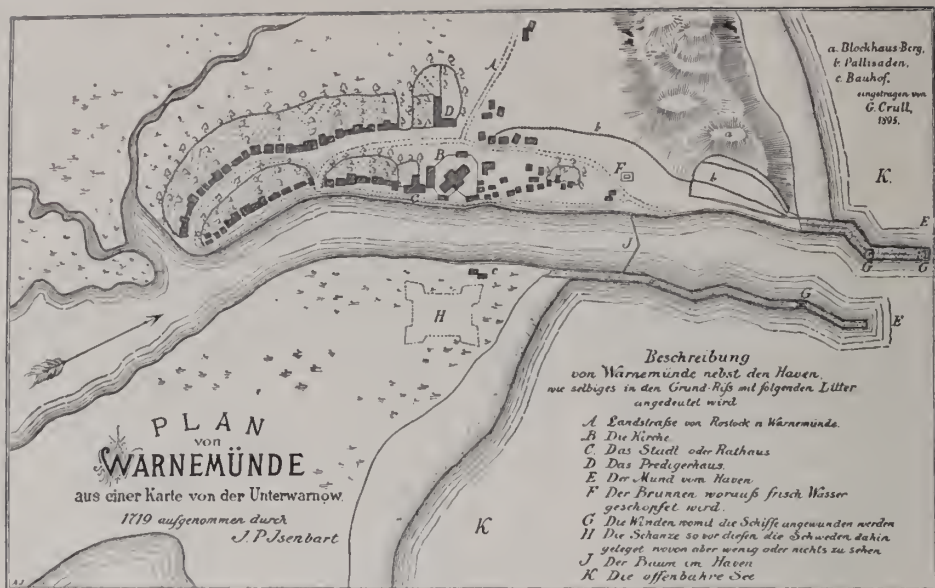 a. Blockhaus-Berg,
b. Pallisaden,
c. Bauhof.
eingetragen von
G. Crull,
1895.
A
D
B
C
b
b
a
F
K.
E
J
G
G
c
H
G
E
K
PLAN
von
WARNEMÜNDE
aus einer Karte von der Unterwarnow.
1719 aufgenommen durch
J. P. Isenbart
Beschreibung
von Warnemünde nebst den Haven,
wie selbiges in den Grund-Riß mit folgenden Litter
angedeutet wird
A Landstraße von Rostock n Warnemünde.
B Die Kirche
C. Das Stadt oder Rathaus
D Das Predigerhaus.
E Der Mund vom Haven
F Der Brunnen worauß frisch Wasser
geschopfet wird.
G Die Winden womit die Schiffe angewunden werden
H Die Schanze so vor diesen die Schweden dahin
geleget wovon aber wenig oder nichts zu sehen
J Der Baum im Haven
K Die offenbahre See